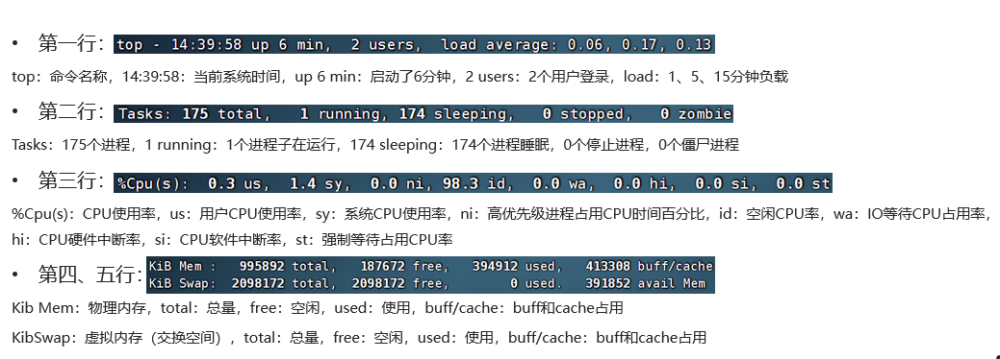 • 第一行：top - 14:39:58 up 6 min,  2 users,  load average: 0.06, 0.17, 0.13
top：命令名称，14:39:58：当前系统时间，up 6 min：启动了6分钟，2 users：2个用户登录，load：1、5、15分钟负载
• 第二行：Tasks: 175 total,   1 running, 174 sleeping,   0 stopped,   0 zombie
Tasks：175个进程，1 running：1个进程子在运行，174 sleeping：174个进程睡眠，0个停止进程，0个僵尸进程
• 第三行：%Cpu(s):  0.3 us,  1.4 sy,  0.0 ni, 98.3 id,  0.0 wa,  0.0 hi,  0.0 si,  0.0 st
%Cpu(s)：CPU使用率，us：用户CPU使用率，sy：系统CPU使用率，ni：高优先级进程占用CPU时间百分比，id：空闲CPU率，wa：IO等待CPU占用率，
hi：CPU硬件中断率，si：CPU软件中断率，st：强制等待占用CPU率
• 第四、五行：KiB Mem :   995892 total,   187672 free,   394912 used,   413308 buff/cache
KiB Swap:  2098172 total,  2098172 free,        0 used.   391852 avail Mem
Kib Mem：物理内存，total：总量，free：空闲，used：使用，buff/cache：buff和cache占用
KibSwap：虚拟内存（交换空间），total：总量，free：空闲，used：使用，buff/cache：buff和cache占用